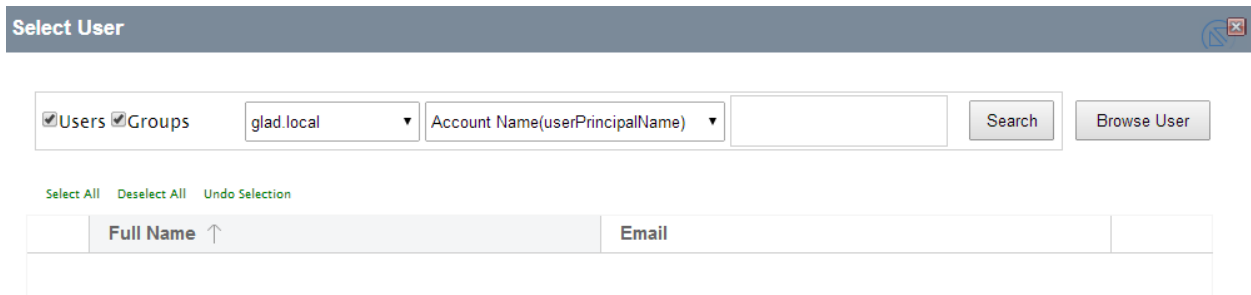 Select User
Users Groups glad.local Account Name(userPrincipalName) Search Browse User
Select All Deselect All Undo Selection
Full Name Email